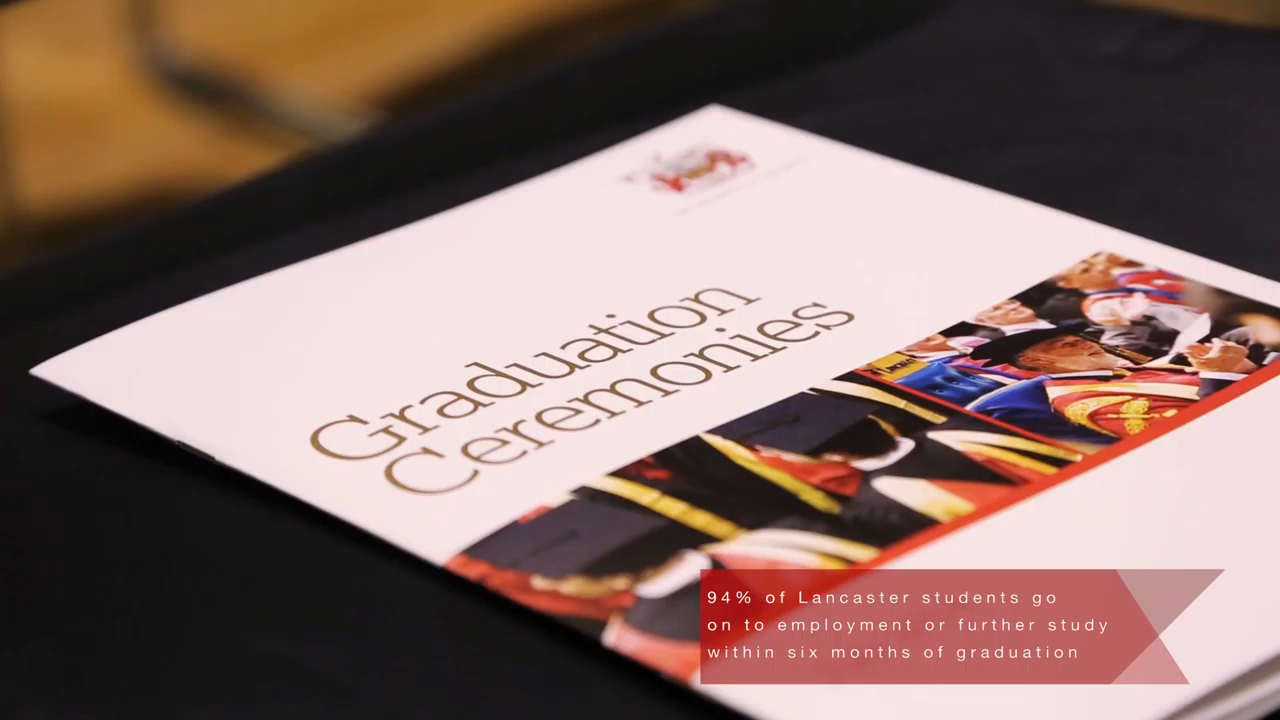 Graduation
Ceremonies
94% of Lancaster students go
on to employment or further study
within six months of graduation